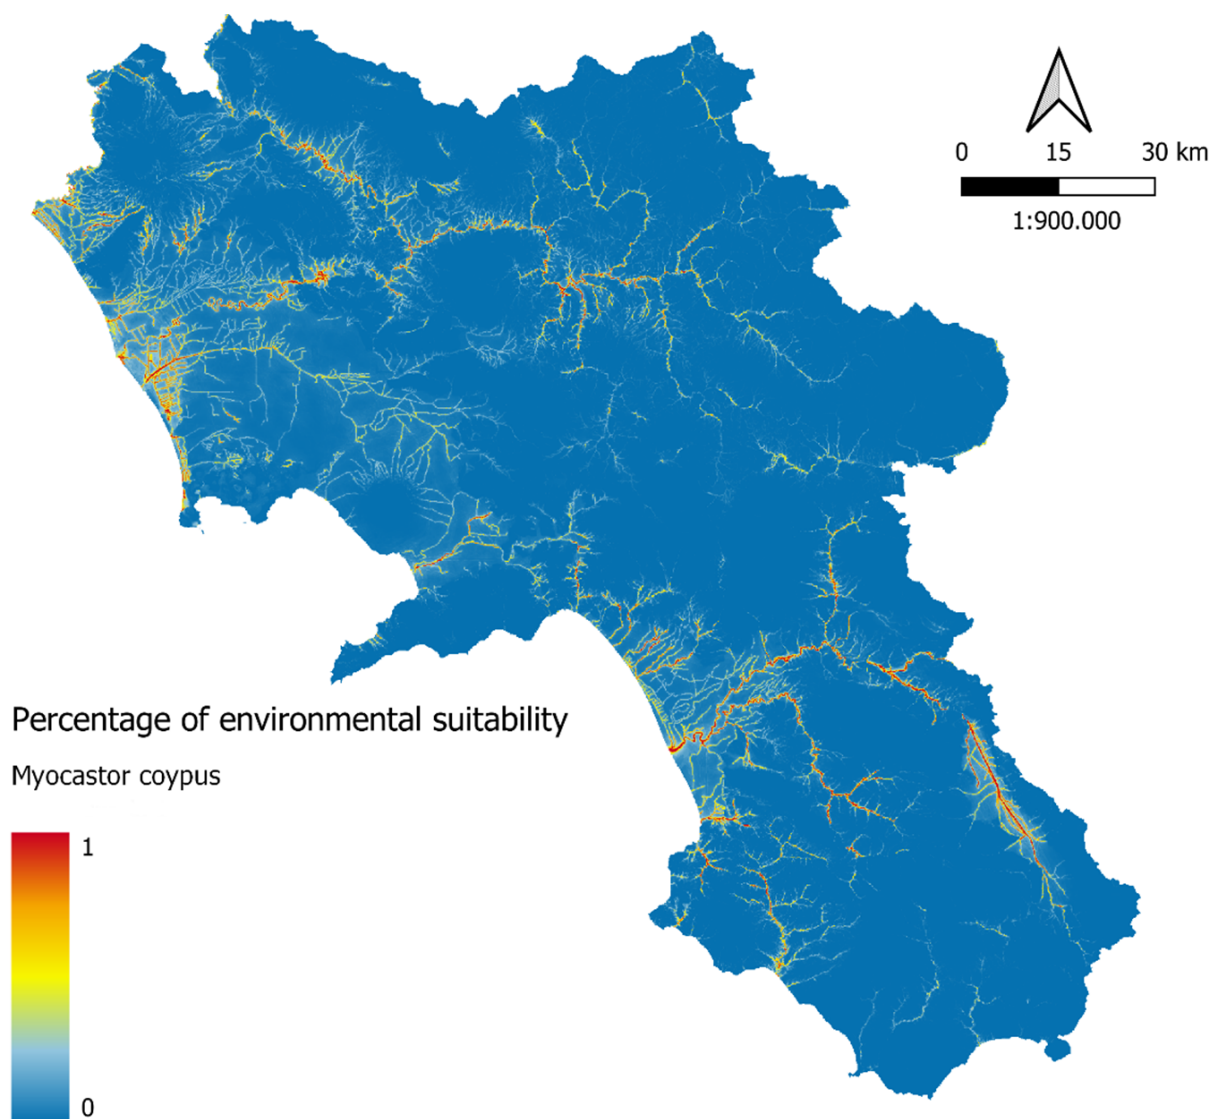 0 15 30 km
1:900.000
Percentage of environmental suitability
Myocastor coypus
1
0